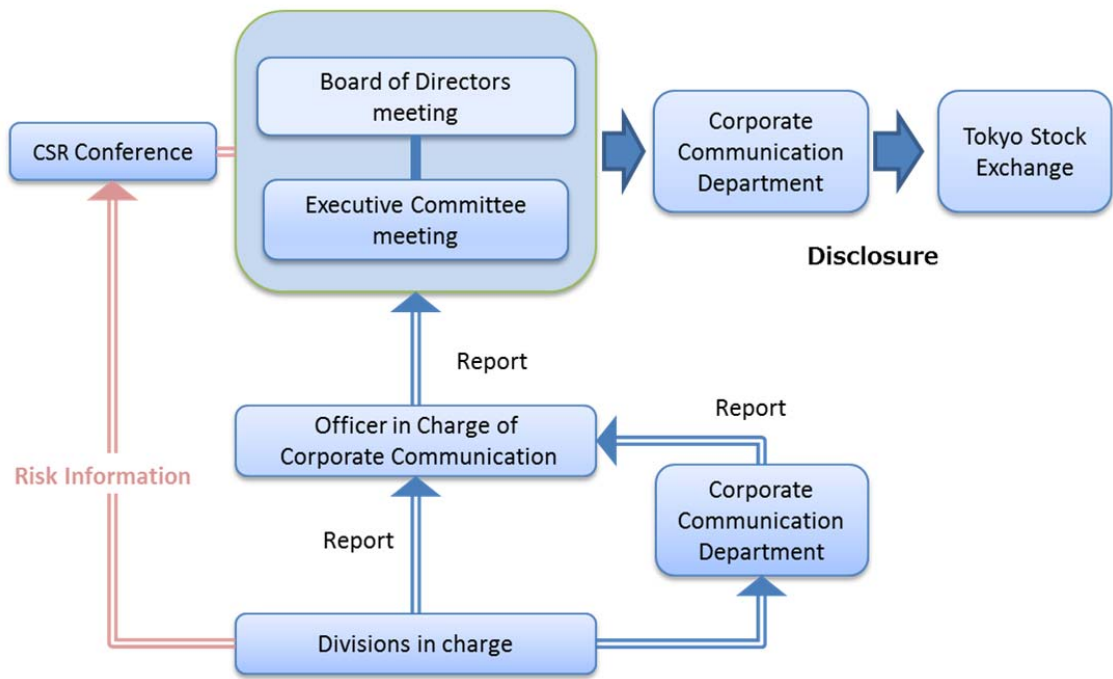 Board of Directors
meeting
CSR Conference
Executive Committee
meeting
Corporate
Communication
Department
Tokyo Stock
Exchange
Disclosure
Report
Officer in Charge of
Corporate Communication
Report
Risk Information
Report
Corporate
Communication
Department
Divisions in charge